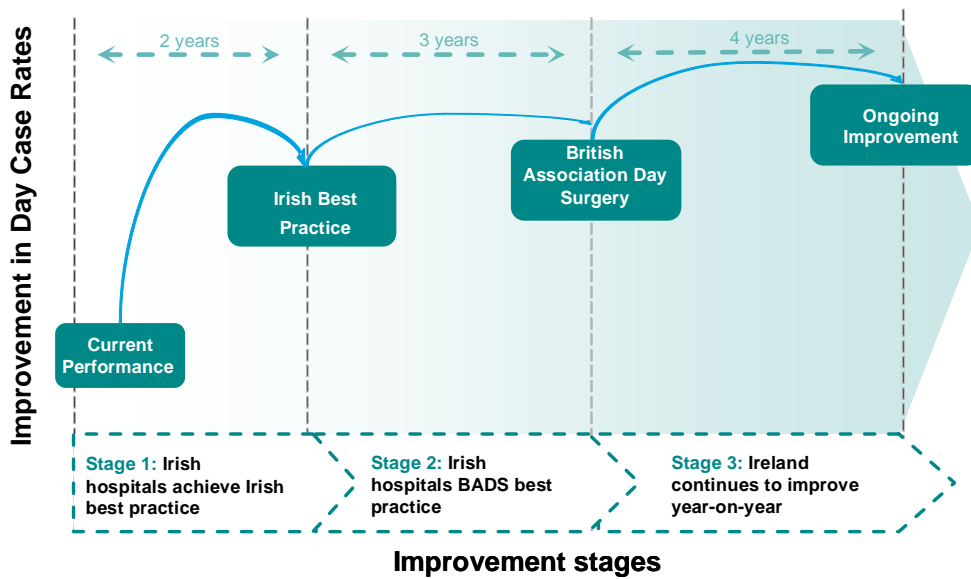 Improvement in Day Case Rates
2 years
3 years
4 years
Current
Performance
Irish Best
Practice
British
Association Day
Surgery
Ongoing
Improvement
Stage 1: Irish
hospitals achieve Irish
best practice
Stage 2: Irish
hospitals BADS best
practice
Stage 3: Ireland
continues to improve
year-on-year
Improvement stages